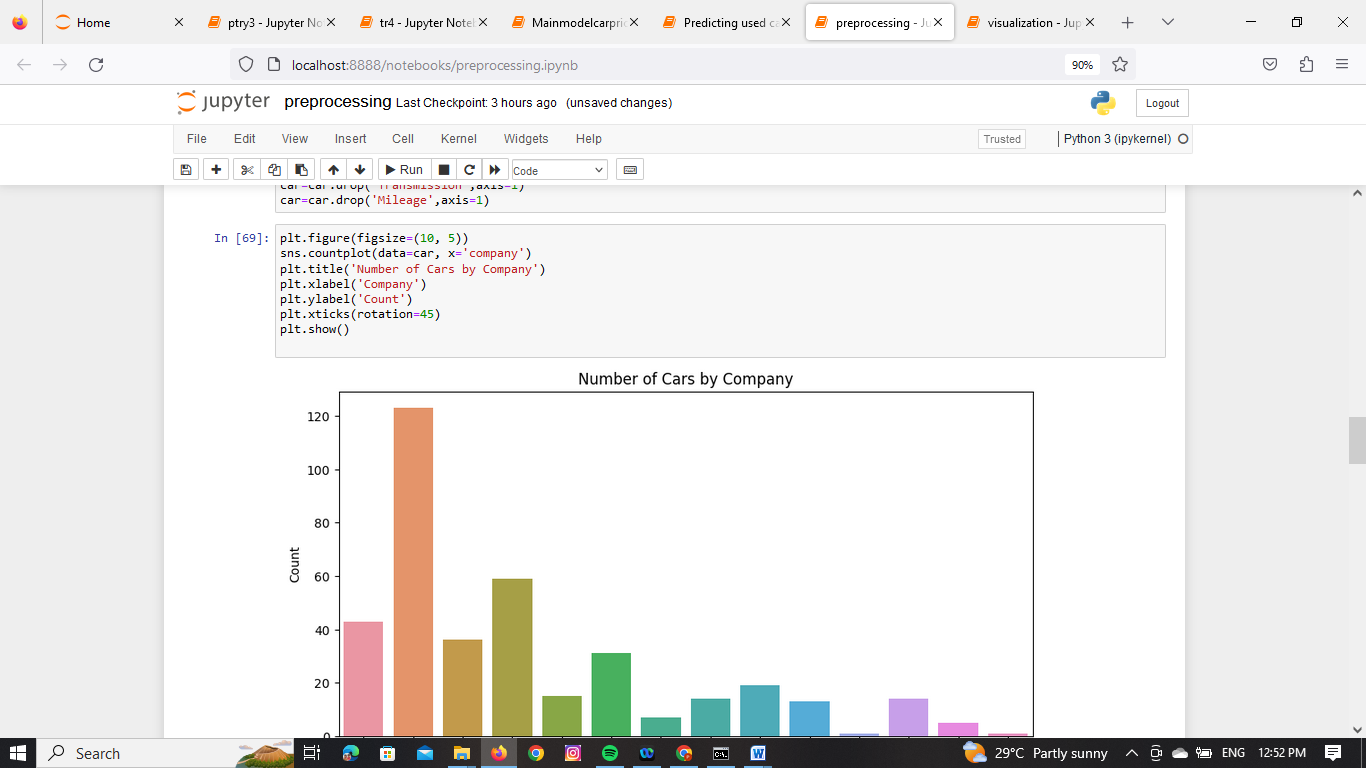 Home
ptry3 - Jupyter No
tr4 - Jupyter Note
Mainmodelcarpric
Predicting used ca
preprocessing - Ju
visualization - Jup
localhost:8888/notebooks/preprocessing.ipynb
90%
jupyter preprocessing Last Checkpoint: 3 hours ago (unsaved changes)
Logout
File Edit View Insert Cell Kernel Widgets Help
Trusted
Python 3 (ipykernel)
Run
Code
car=car.drop('Transmission',axis=1)
car=car.drop('Mileage',axis=1)
In [69]:
plt.figure(figsize=(10, 5))
sns.countplot(data=car, x='company')
plt.title('Number of Cars by Company')
plt.xlabel('Company')
plt.ylabel('Count')
plt.xticks(rotation=45)
plt.show()
Number of Cars by Company
120
100
80
60
40
20
0
Count
Search
29°C Partly sunny
ENG
12:52 PM